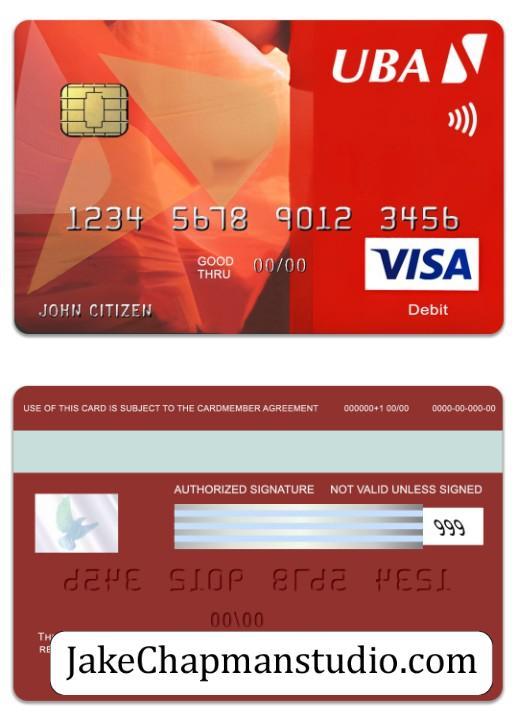 UBA
1234 5678 9012 3456
GOOD
THRU
00/00
VISA
JOHN CITIZEN
Debit
USE OF THIS CARD IS SUBJECT TO THE CARDMEMBER AGREEMENT 000000+1 00/00 0000-00-000-00
AUTHORIZED SIGNATURE NOT VALID UNLESS SIGNED
999
00/00
JakeChapmanstudio.com